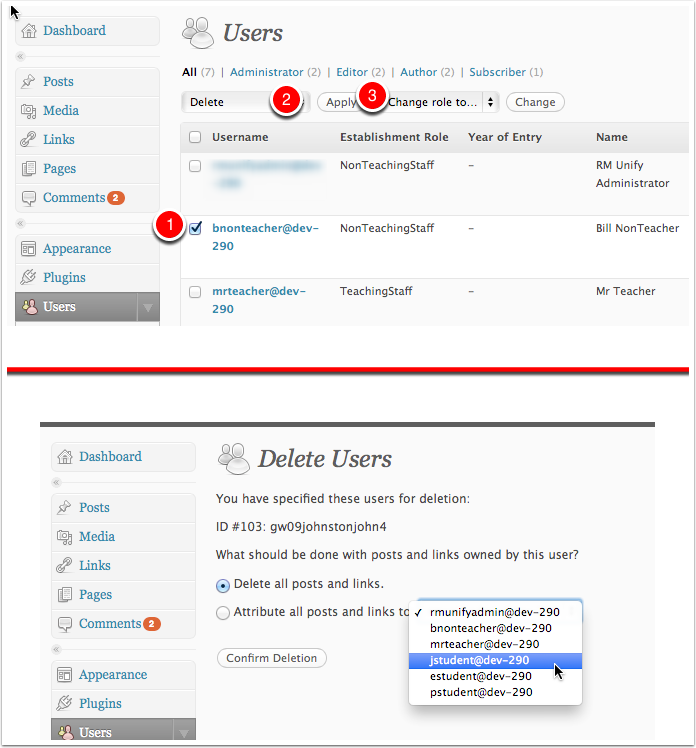 Dashboard
Posts
Media
Links
Pages
Comments 2
Appearance
Plugins
Users
Users
All (7) | Administrator (2) | Editor (2) | Author (2) | Subscriber (1)
Delete 2 Apply 3 Change role to... Change
Username Establishment Role Year of Entry Name
NonTeachingStaff – RM Unify
Administrator
1 bnonteacher@dev- NonTeachingStaff – Bill NonTeacher
290
mrteacher@dev- TeachingStaff – Mr Teacher
290
Dashboard
Posts
Media
Links
Pages
Comments 2
Appearance
Plugins
Users
Delete Users
You have specified these users for deletion:
ID #103: gw09johnstonjohn4
What should be done with posts and links owned by this user?
Delete all posts and links.
Attribute all posts and links to
✓ rmunifyadmin@dev-290
bnonteacher@dev-290
mrteacher@dev-290
jstudent@dev-290
estudent@dev-290
pstudent@dev-290
Confirm Deletion